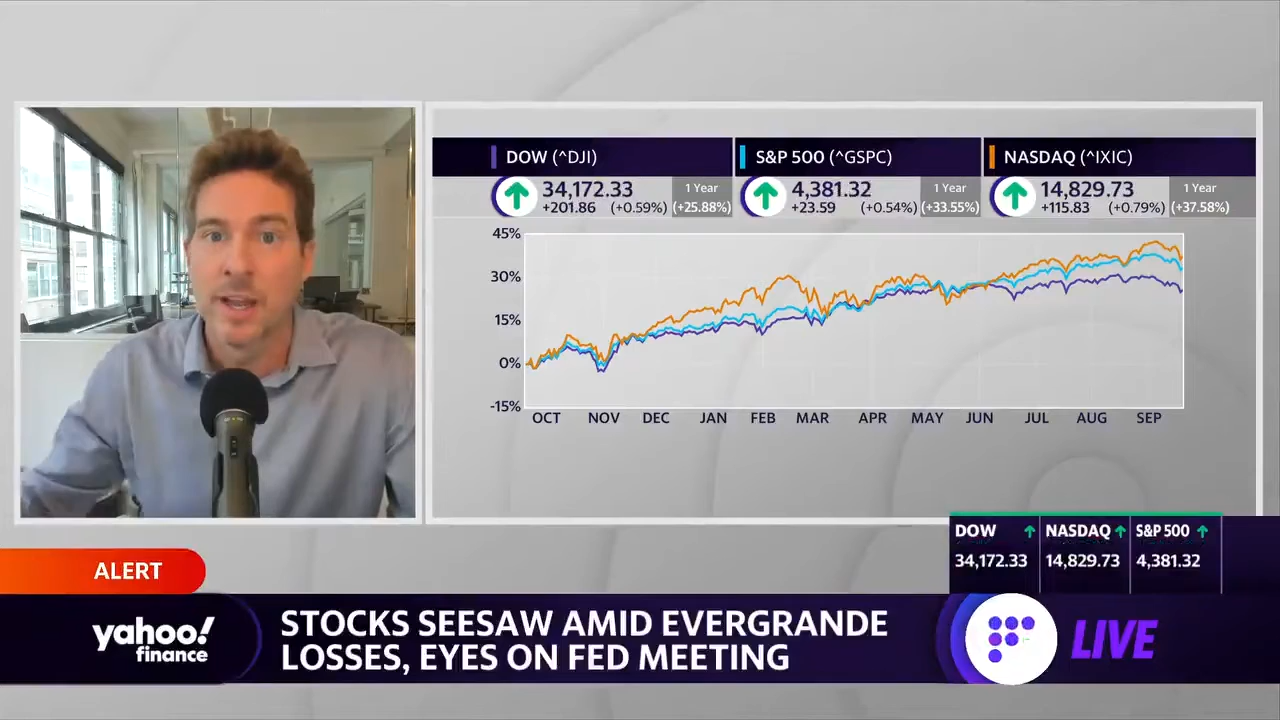 DOW (^DJI)
34,172.33
+201.86 (+0.59%)
1 Year
(+25.88%)
S&P 500 (^GSPC)
4,381.32
+23.59 (+0.54%)
1 Year
(+33.55%)
NASDAQ (^IXIC)
14,829.73
+115.83 (+0.79%)
1 Year
(+37.58%)
45%
30%
15%
0%
-15%
OCT NOV DEC JAN FEB MAR APR MAY JUN JUL AUG SEP
DOW NASDAQ S&P 500
34,172.33 14,829.73 4,381.32
ALERT
yahoo!
finance
STOCKS SEESAW AMID EVERGRANDE
LOSSES, EYES ON FED MEETING
LIVE